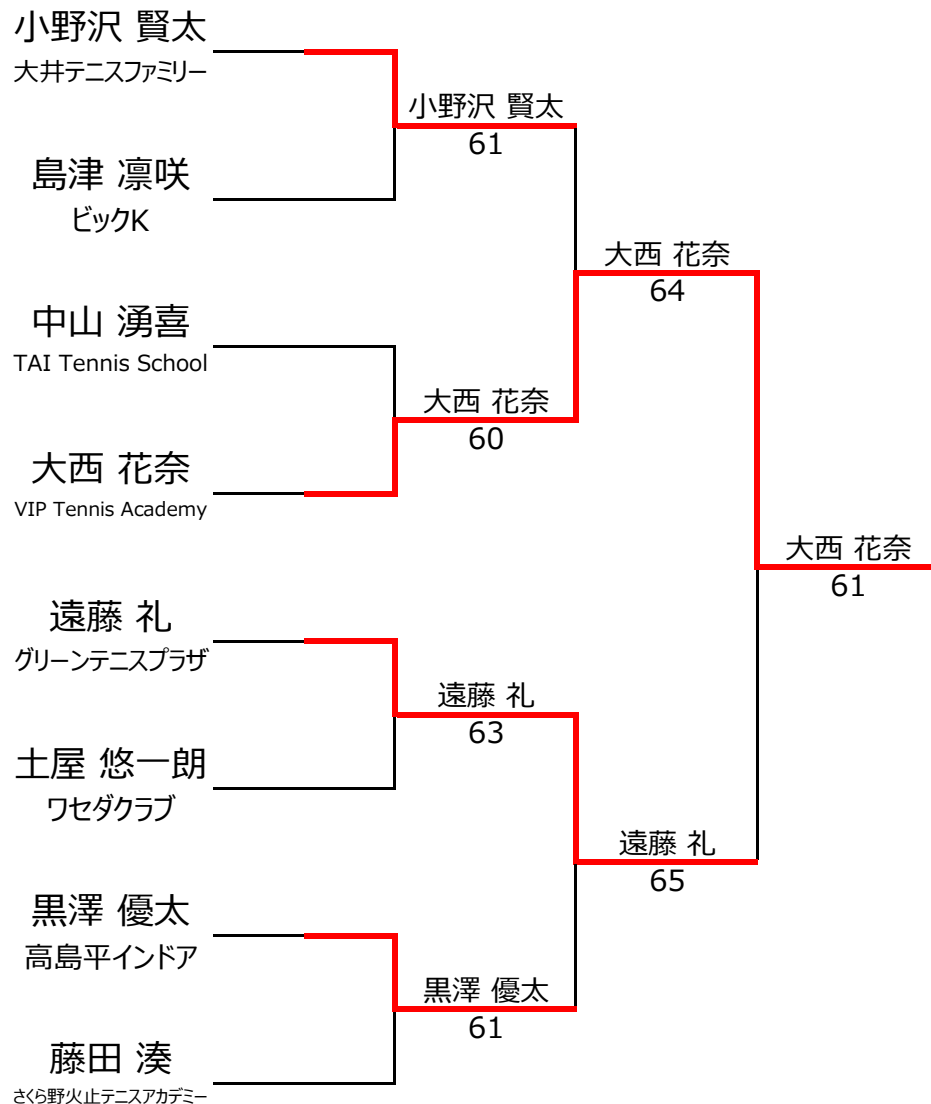 小野沢 賢太
大井テニスファミリー
島津 凛咲
ビックK
中山 湧喜
TAI Tennis School
大西 花奈
VIP Tennis Academy
遠藤 礼
グリーンテニスプラザ
土屋 悠一朗
ワセダクラブ
黒澤 優太
高島平インドア
藤田 湊
さくら野火止テニスアカデミー
小野沢 賢太
61
大西 花奈
60
遠藤 礼
63
黒澤 優太
61
大西 花奈
64
遠藤 礼
65
大西 花奈
61